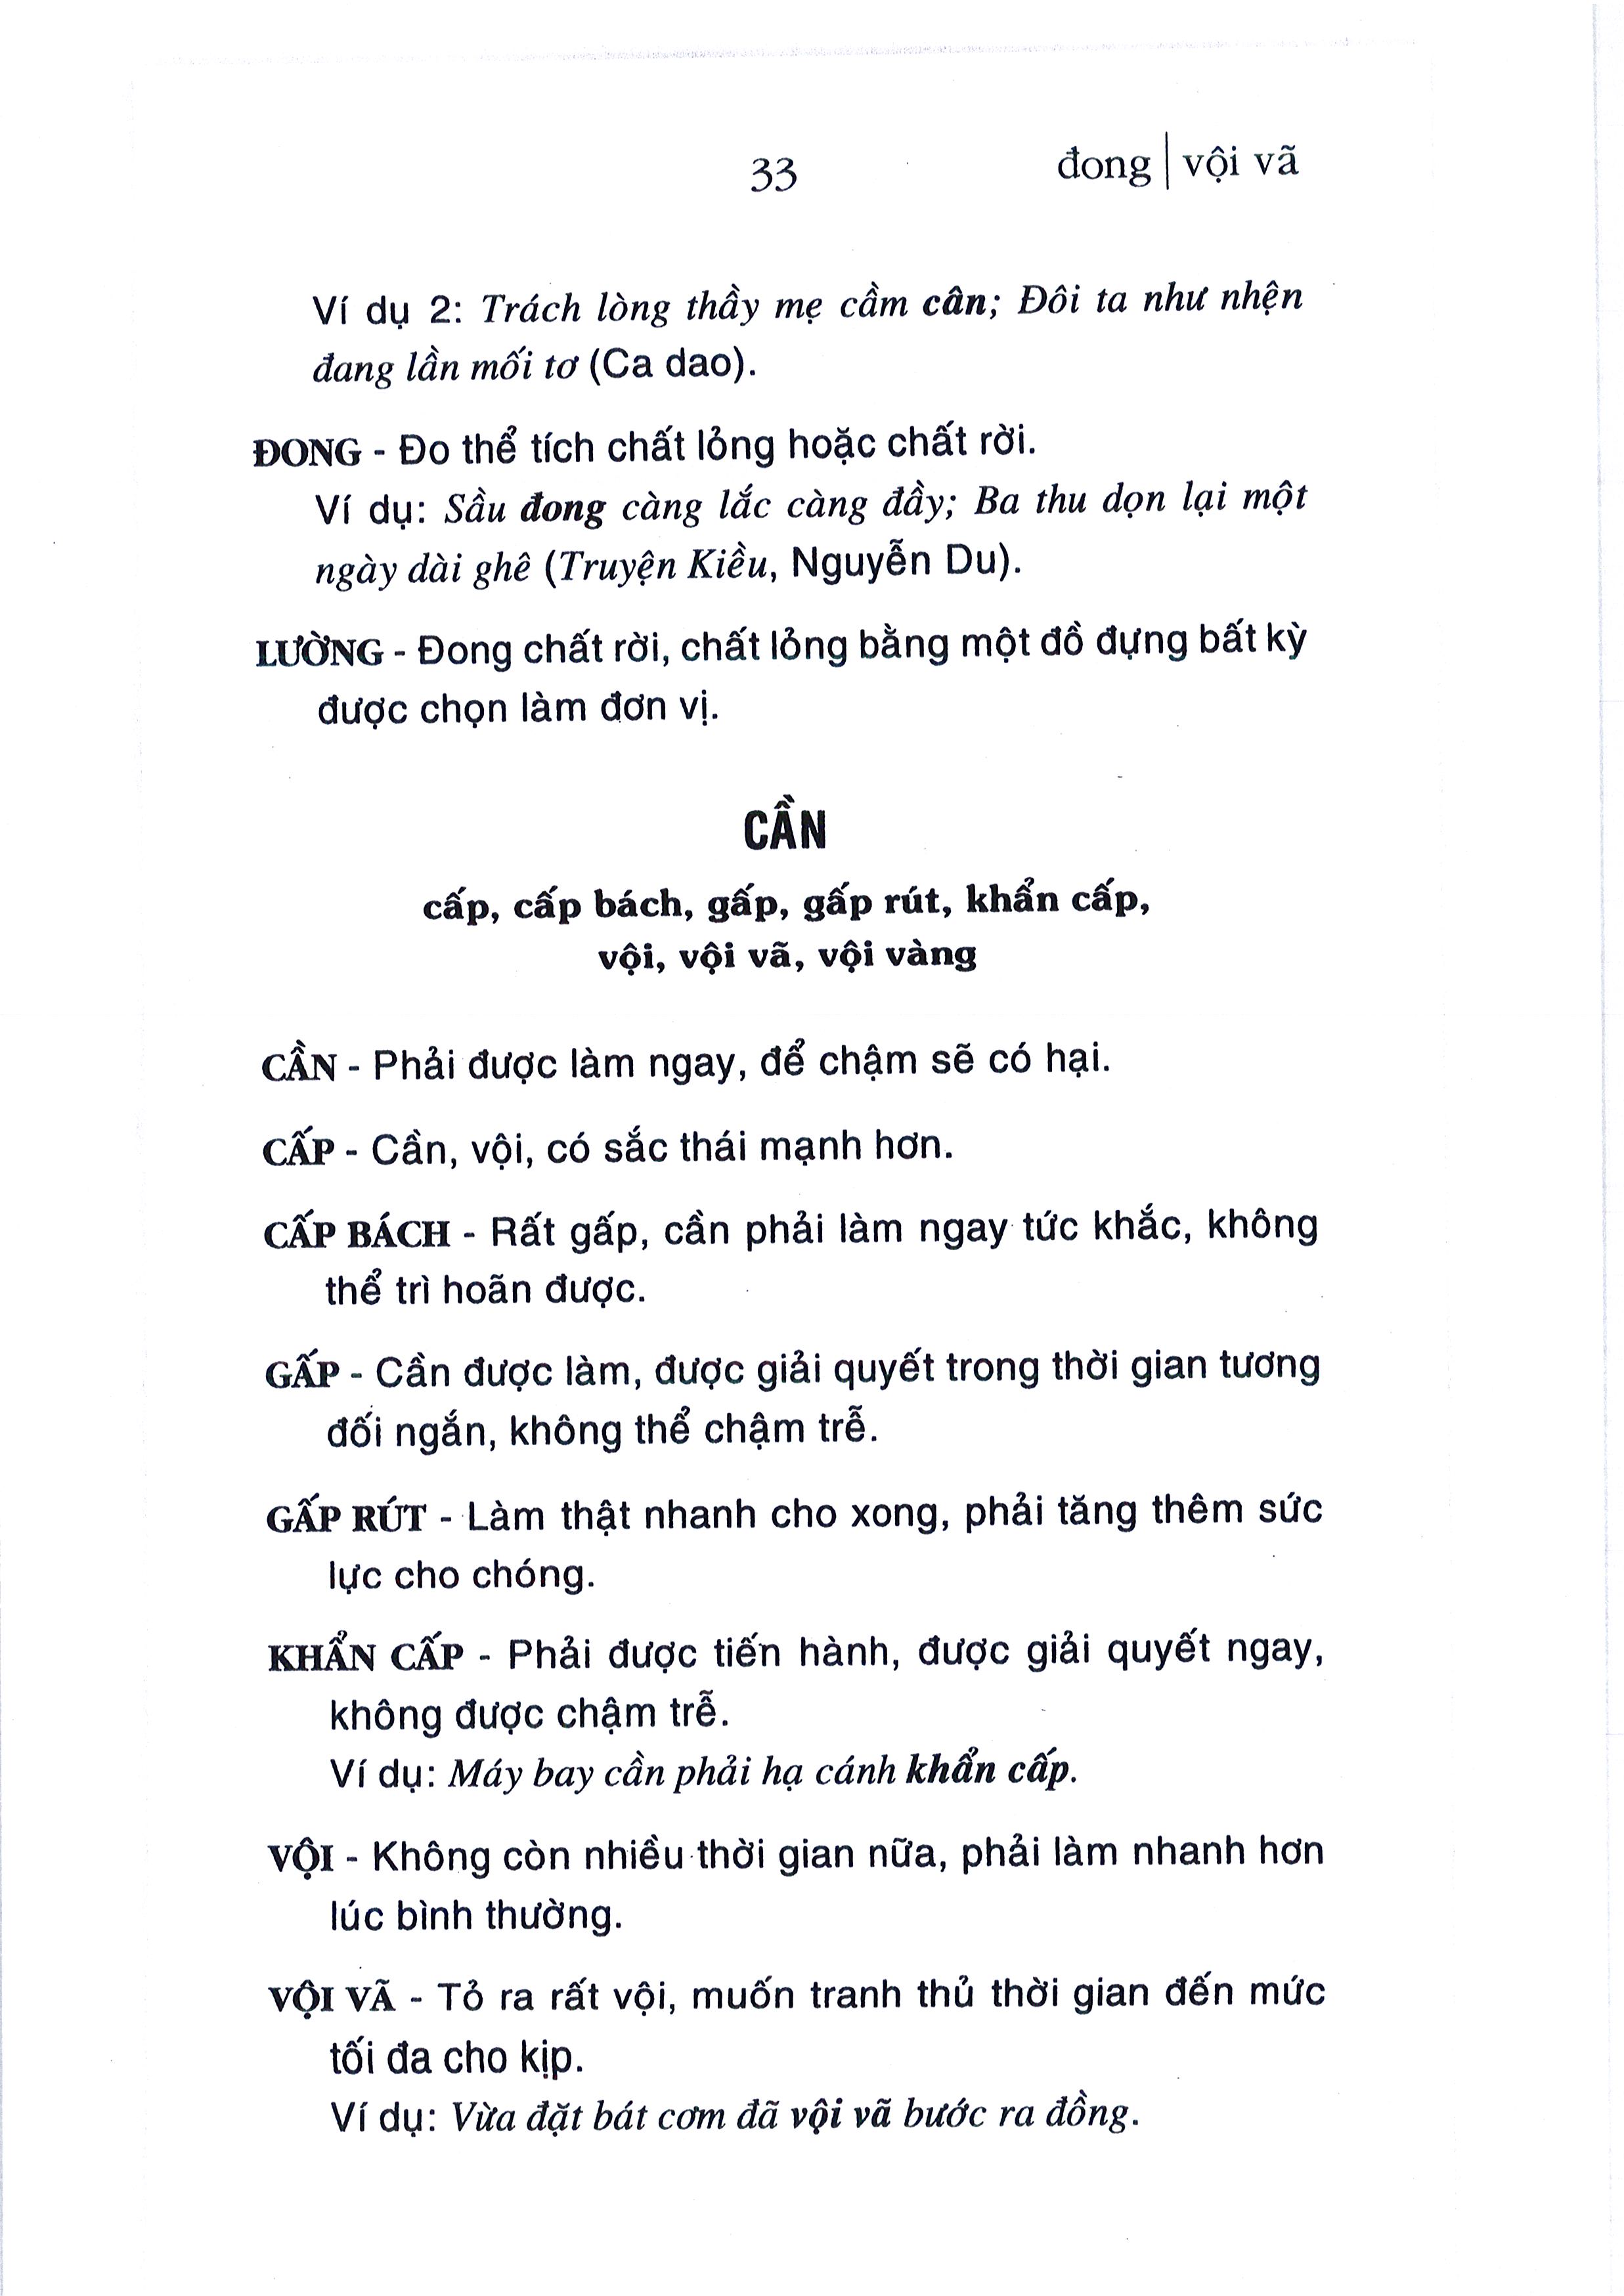 33
đong | vội vã
Ví dụ 2: Trách lòng thầy mẹ cầm cân; Đôi ta như nhện
đang lần mối tơ (Ca dao).
ĐONG - Đo thể tích chất lỏng hoặc chất rời.
Ví dụ: Sầu đong càng lắc càng đầy; Ba thu dọn lại một
ngày dài ghê (Truyện Kiều, Nguyễn Du).
LƯỜNG - Đong chất rời, chất lỏng bằng một đồ đựng bất kỳ
được chọn làm đơn vị.
CẦN
cấp, cấp bách, gấp, gấp rút, khẩn cấp,
vội, vội vã, vội vàng
CẦN - Phải được làm ngay, để chậm sẽ có hại.
CẤP - Cần, vội, có sắc thái mạnh hơn.
CẤP BÁCH - Rất gấp, cần phải làm ngay tức khắc, không
thể trì hoãn được.
GẤP - Cần được làm, được giải quyết trong thời gian tương
đối ngắn, không thể chậm trễ.
GẤP RÚT - Làm thật nhanh cho xong, phải tăng thêm sức
lực cho chóng.
KHẨN CẤP - Phải được tiến hành, được giải quyết ngay,
không được chậm trễ.
Ví dụ: Máy bay cần phải hạ cánh khẩn cấp.
VỘI - Không còn nhiều thời gian nữa, phải làm nhanh hơn
lúc bình thường.
VỘI VÃ - Tỏ ra rất vội, muốn tranh thủ thời gian đến mức
tối đa cho kịp.
Ví dụ: Vừa đặt bát cơm đã vội vã bước ra đồng.